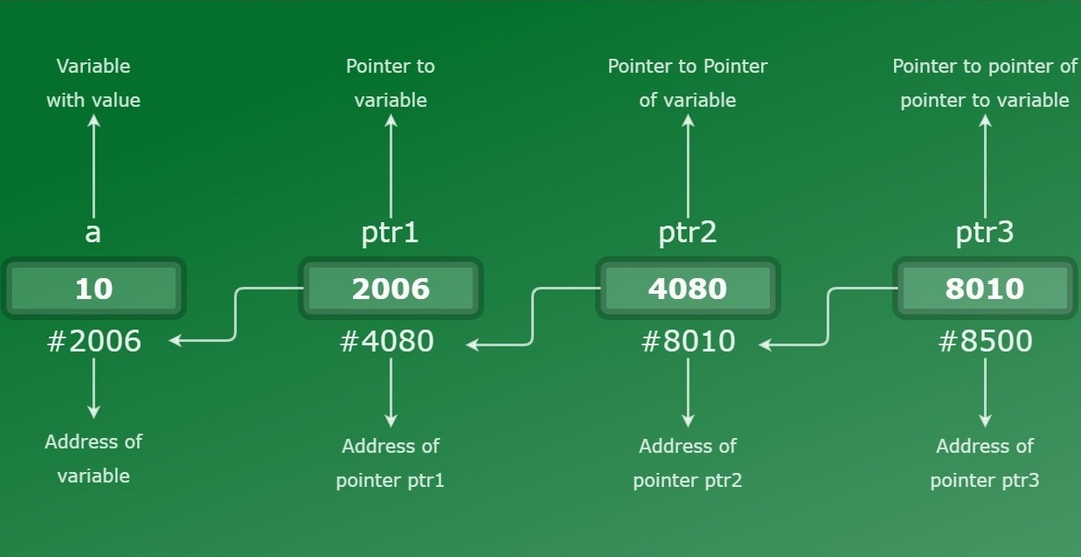 Variable
with value
Pointer to
variable
Pointer to Pointer
of variable
Pointer to pointer of
pointer to variable
a
ptr1
ptr2
ptr3
10
2006
4080
8010
#2006
#4080
#8010
#8500
Address of
variable
Address of
pointer ptr1
Address of
pointer ptr2
Address of
pointer ptr3